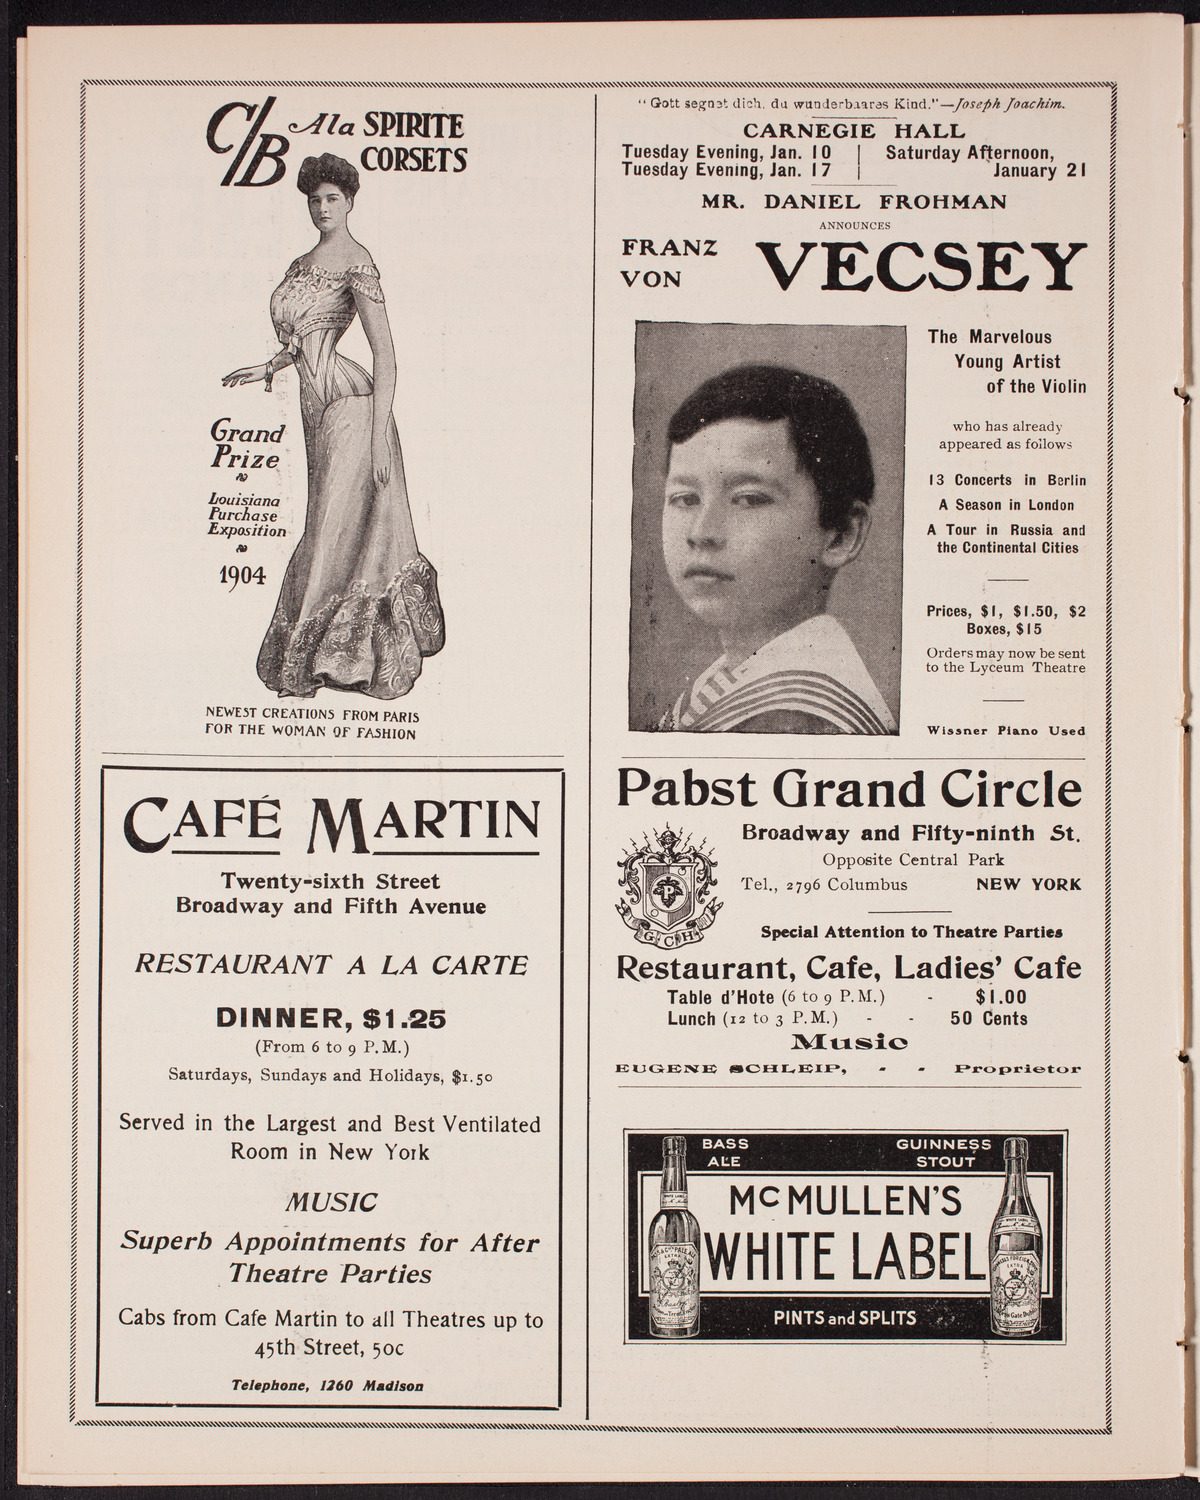 C/B Ala SPIRITE
CORSETS
Grand
Prize
Louisiana
Purchase
Exposition
1904
NEWEST CREATIONS FROM PARIS
FOR THE WOMAN OF FASHION
CAFÉ MARTIN
Twenty-sixth Street
Broadway and Fifth Avenue
RESTAURANT A LA CARTE
DINNER, $1.25
(From 6 to 9 P.M.)
Saturdays, Sundays and Holidays, $1.50
Served in the Largest and Best Ventilated
Room in New York
MUSIC
Superb Appointments for After
Theatre Parties
Cabs from Cafe Martin to all Theatres up to
45th Street, 50c
Telephone, 1260 Madison
"Gott segnet dich, du wunderbaares Kind."—Joseph Joachim.
CARNEGIE HALL
Tuesday Evening, Jan. 10 | Saturday Afternoon,
Tuesday Evening, Jan. 17 | January 21
MR. DANIEL FROHMAN
ANNOUNCES
FRANZ
VON VECSEY
The Marvelous
Young Artist
of the Violin
who has already
appeared as follows
13 Concerts in Berlin
A Season in London
A Tour in Russia and
the Continental Cities
Prices, $1, $1.50, $2
Boxes, $15
Orders may now be sent
to the Lyceum Theatre
Wissner Piano Used
Pabst Grand Circle
Broadway and Fifty-ninth St.
Opposite Central Park
Tel., 2796 Columbus NEW YORK
P
G C H
Special Attention to Theatre Parties
Restaurant, Cafe, Ladies' Cafe
Table d'Hote (6 to 9 P.M.) - $1.00
Lunch (12 to 3 P.M.) - - 50 Cents
Music
EUGENE SCHLEIP, - - Proprietor
BASS
ALE
GUINNESS
STOUT
McMULLEN'S
WHITE LABEL
PINTS and SPLITS